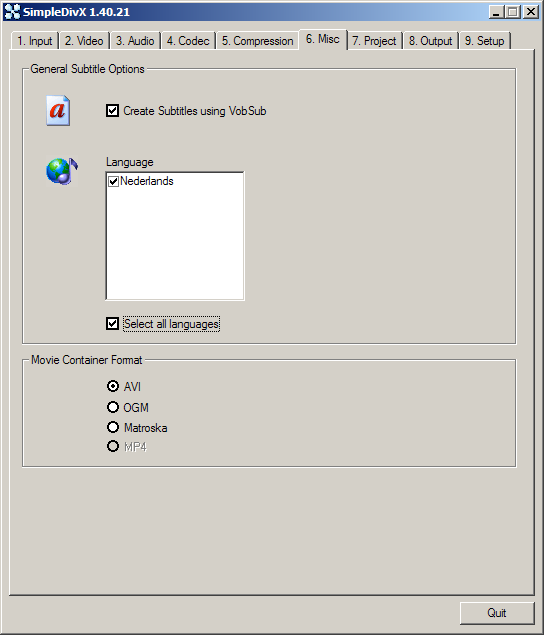 SimpleDivX 1.40.21
1. Input 2. Video 3. Audio 4. Codec 5. Compression 6. Misc 7. Project 8. Output 9. Setup
General Subtitle Options
a
Create Subtitles using VobSub
Language
Nederlands
Select all languages
Movie Container Format
AVI
OGM
Matroska
MP4
Quit